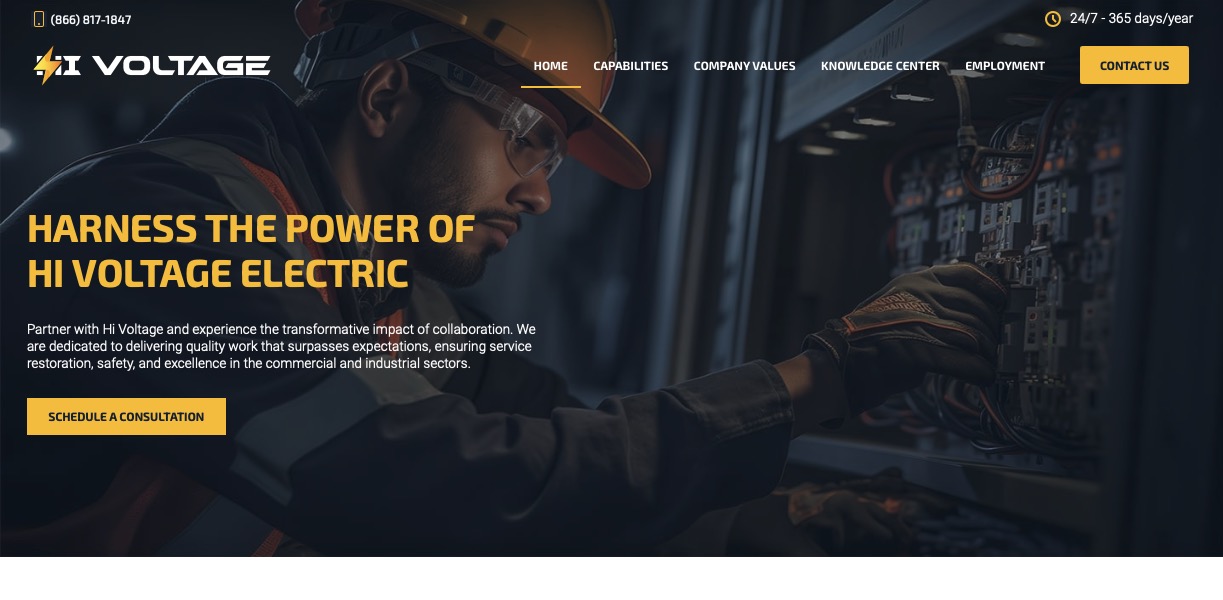 (866) 817-1847
24/7 - 365 days/year
HI VOLTAGE
HOME
CAPABILITIES
COMPANY VALUES
KNOWLEDGE CENTER
EMPLOYMENT
CONTACT US
HARNESS THE POWER OF
HI VOLTAGE ELECTRIC
Partner with Hi Voltage and experience the transformative impact of collaboration. We
are dedicated to delivering quality work that surpasses expectations, ensuring service
restoration, safety, and excellence in the commercial and industrial sectors.
SCHEDULE A CONSULTATION